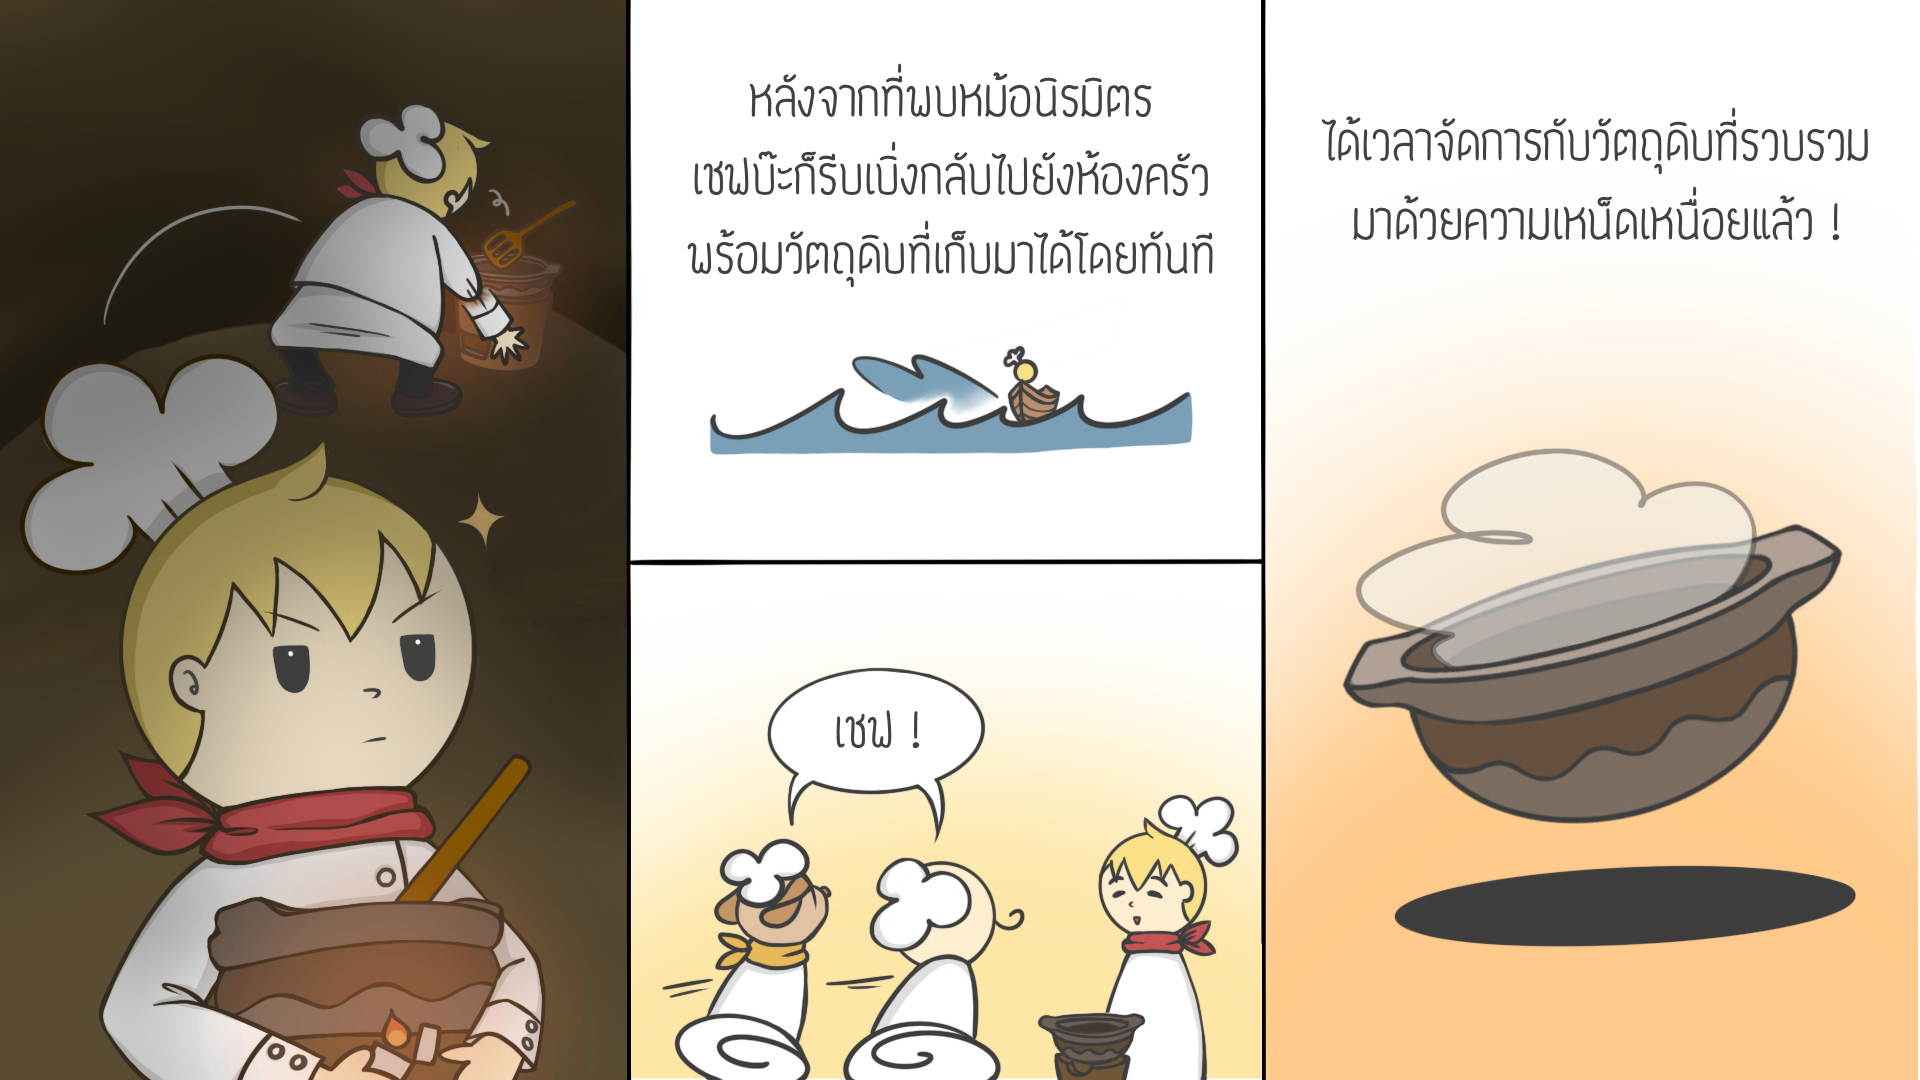 หลังจากที่พบหม้อนิรมิตร
เชฟบ๊ะก็รีบเบิ่งกลับไปยังห้องครัว
พร้อมวัตถุดิบที่เก็บมาได้โดยทันที
เชฟ !
ได้เวลาจัดการกับวัตถุดิบที่รวบรวม
มาด้วยความเหน็ดเหนื่อยแล้ว !